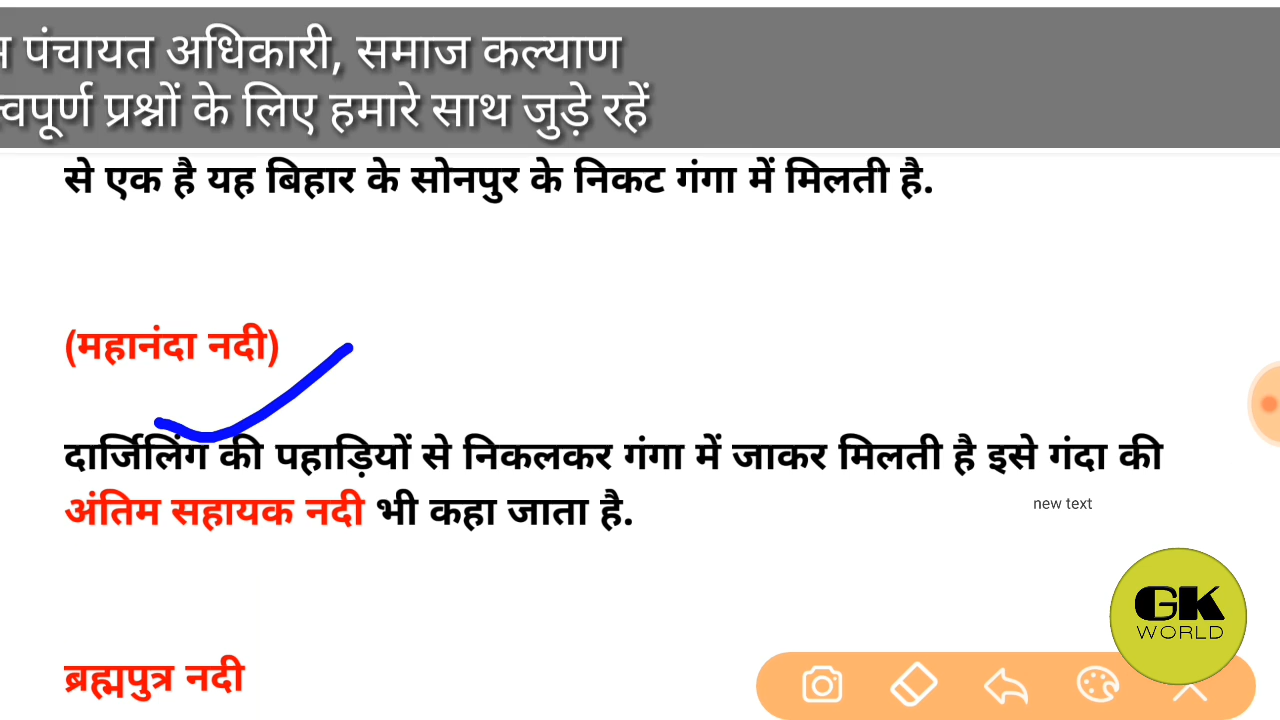 पंचायत अधिकारी, समाज कल्याण
प्रश्नों के लिए हमारे साथ जुड़े रहें
से एक है यह बिहार के सोनपुर के निकट गंगा में मिलती है.
(महानंदा नदी)
दार्जिलिंग की पहाड़ियों से निकलकर गंगा में जाकर मिलती है इसे गंदा की
अंतिम सहायक नदी भी कहा जाता है.
new text
GK
WORLD
ब्रह्मपुत्र नदी